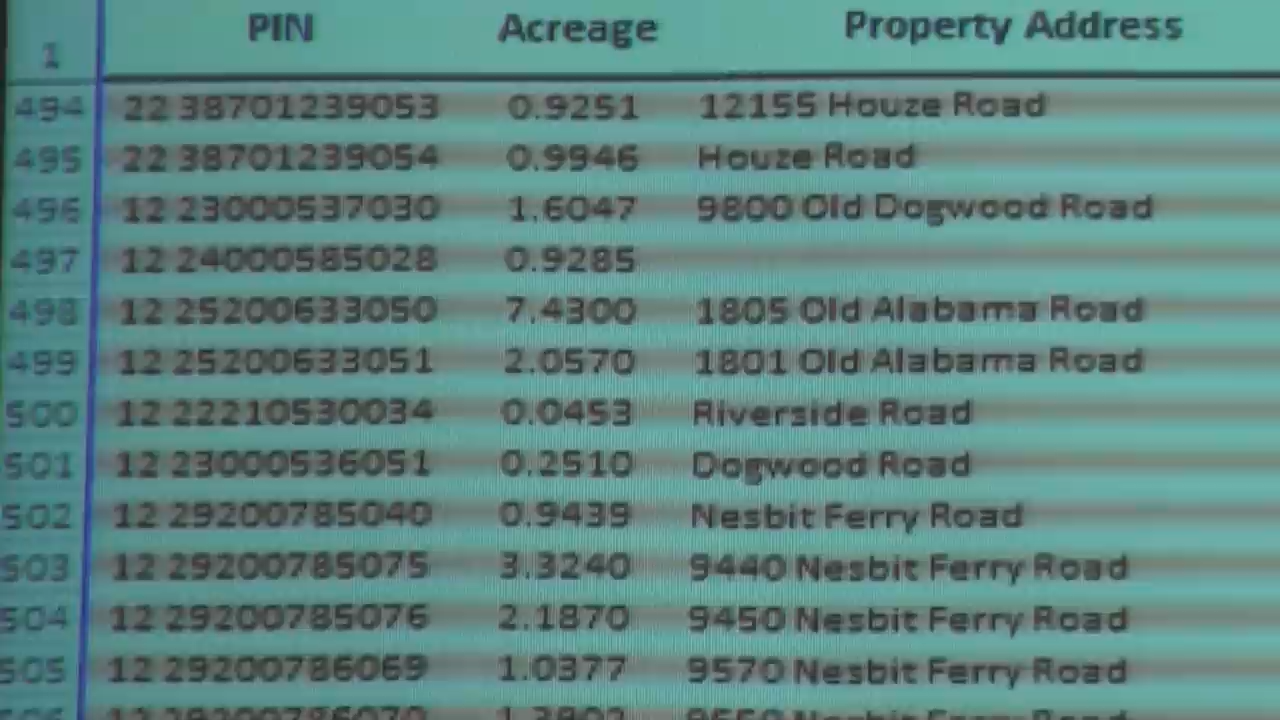 PIN Acreage Property Address
1
494 22 38701239053 0.9251 12155 Houze Road
495 22 38701239054 0.9946 Houze Road
496 12 23000537030 1.6047 9800 Old Dogwood Road
497 12 24000585028 0.9285
498 12 25200633050 7.4300 1805 Old Alabama Road
499 12 25200633051 2.0570 1801 Old Alabama Road
500 12 22210530034 0.0453 Riverside Road
501 12 23000536051 0.2510 Dogwood Road
502 12 29200785040 0.9439 Nesbit Ferry Road
503 12 29200785075 3.3240 9440 Nesbit Ferry Road
504 12 29200785076 2.1870 9450 Nesbit Ferry Road
505 12 29200786069 1.0377 9570 Nesbit Ferry Road